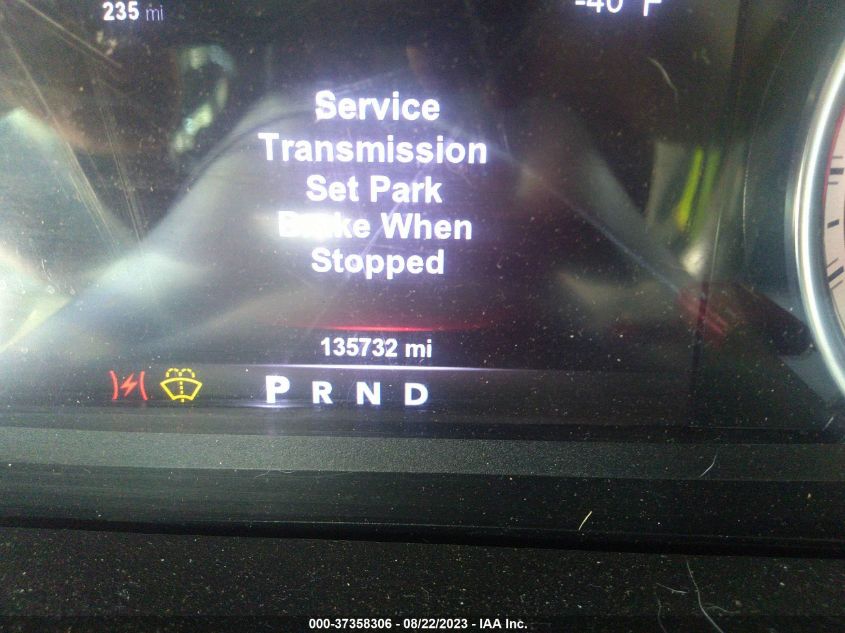 235 mi
-40 °F
Service
Transmission
Set Park
Brake When
Stopped
135732 mi
P R N D
000-37358306 - 08/22/2023 - IAA Inc.